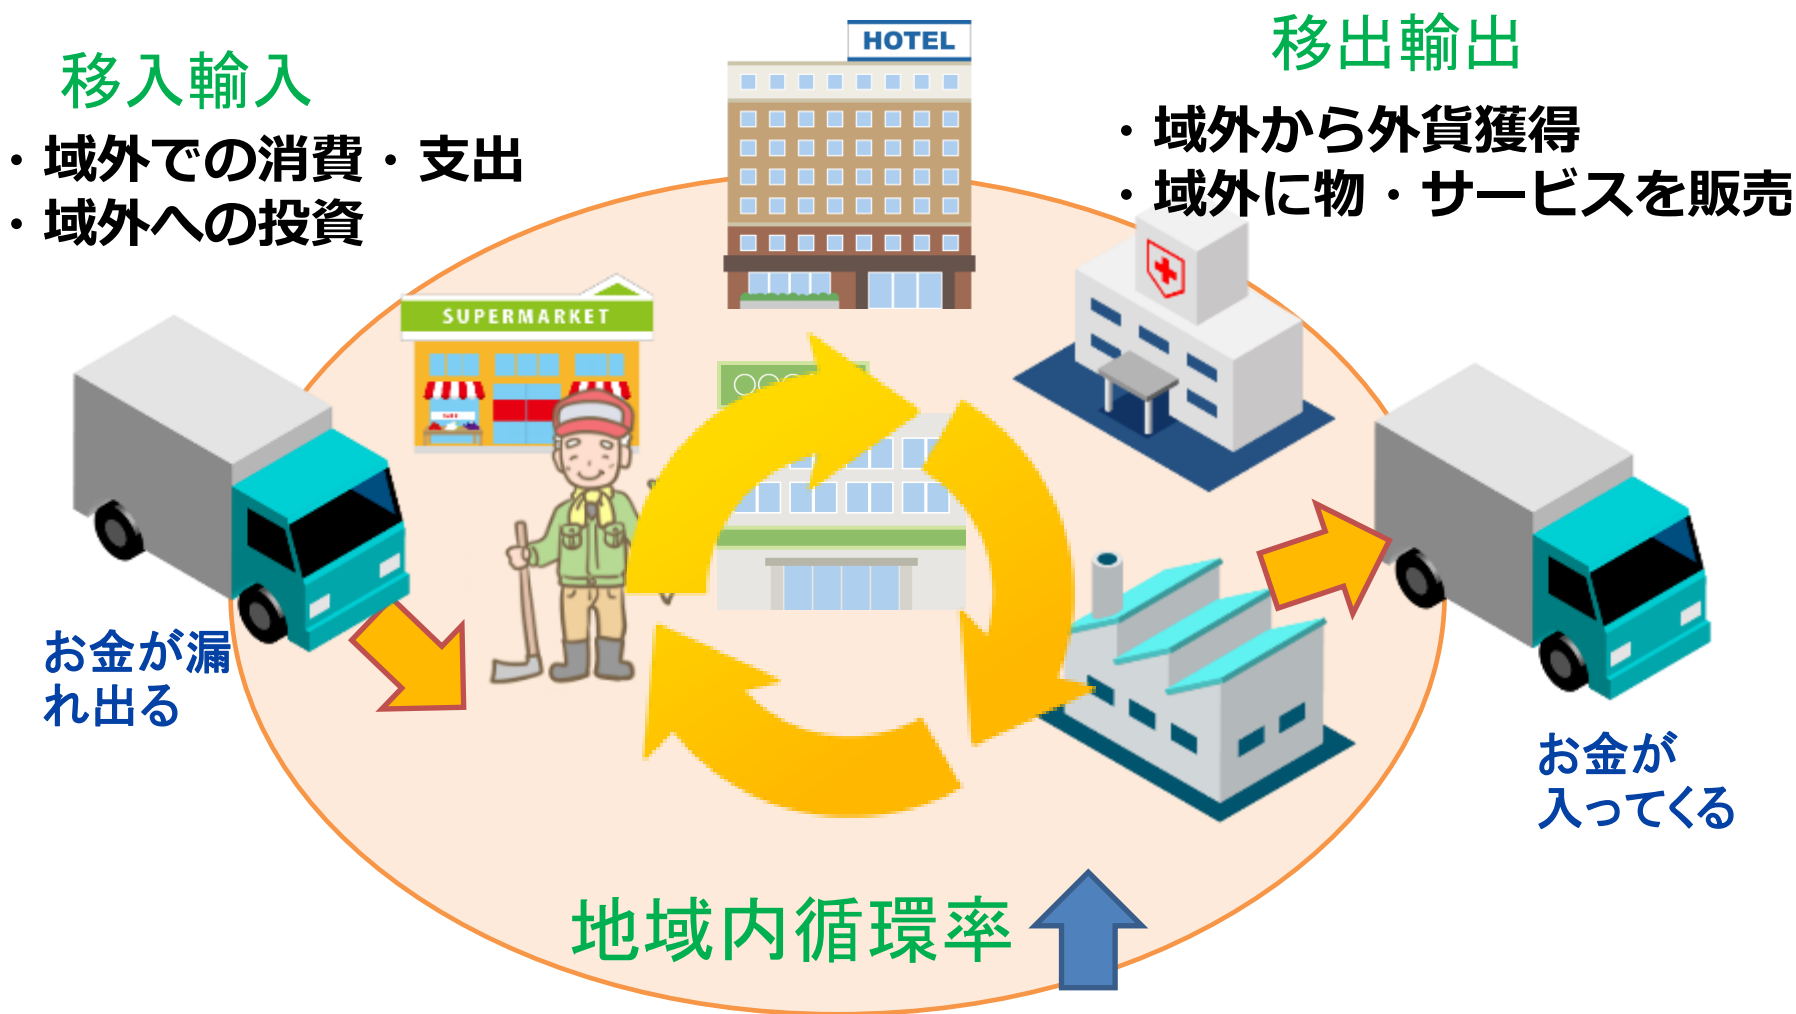 移入輸入
・域外での消費・支出
・域外への投資
HOTEL
移出輸出
・域外から外貨獲得
・域外に物・サービスを販売
SUPERMARKET
お金が漏
れ出る
お金が
入ってくる
地域内循環率